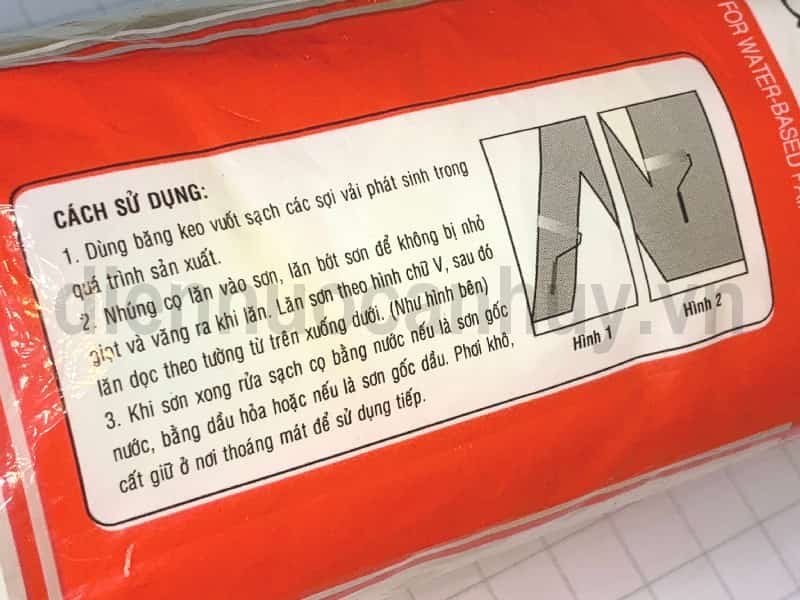 CÁCH SỬ DỤNG:
1. Dùng băng keo vuốt sạch các sợi vải phát sinh trong
quá trình sản xuất.
2. Nhúng cọ lăn vào sơn, lăn bớt sơn để không bị nhỏ
giọt và văng ra khi lăn. Lăn sơn theo hình chữ V, sau đó
lăn dọc theo tường từ trên xuống dưới. (Như hình bên)
3. Khi sơn xong rửa sạch cọ bằng nước nếu là sơn gốc
nước, bằng dầu hỏa hoặc nếu là sơn gốc dầu. Phơi khô,
cất giữ ở nơi thoáng mát để sử dụng tiếp.
Hình 1
Hình 2
FOR WATER-BASED
diennuocanhuy.vn